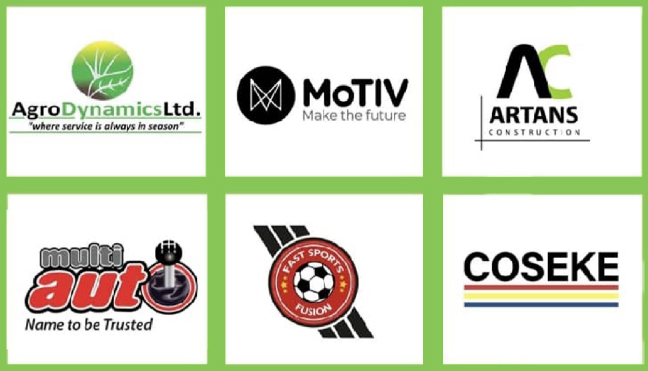 AgroDynamicsLtd.
"where service is always in season"
MoTIV
Make the future
AC
ARTANS
CONSTRUCTION
multi
auto
Name to be Trusted
FAST SPORTS
FUSION
COSEKE